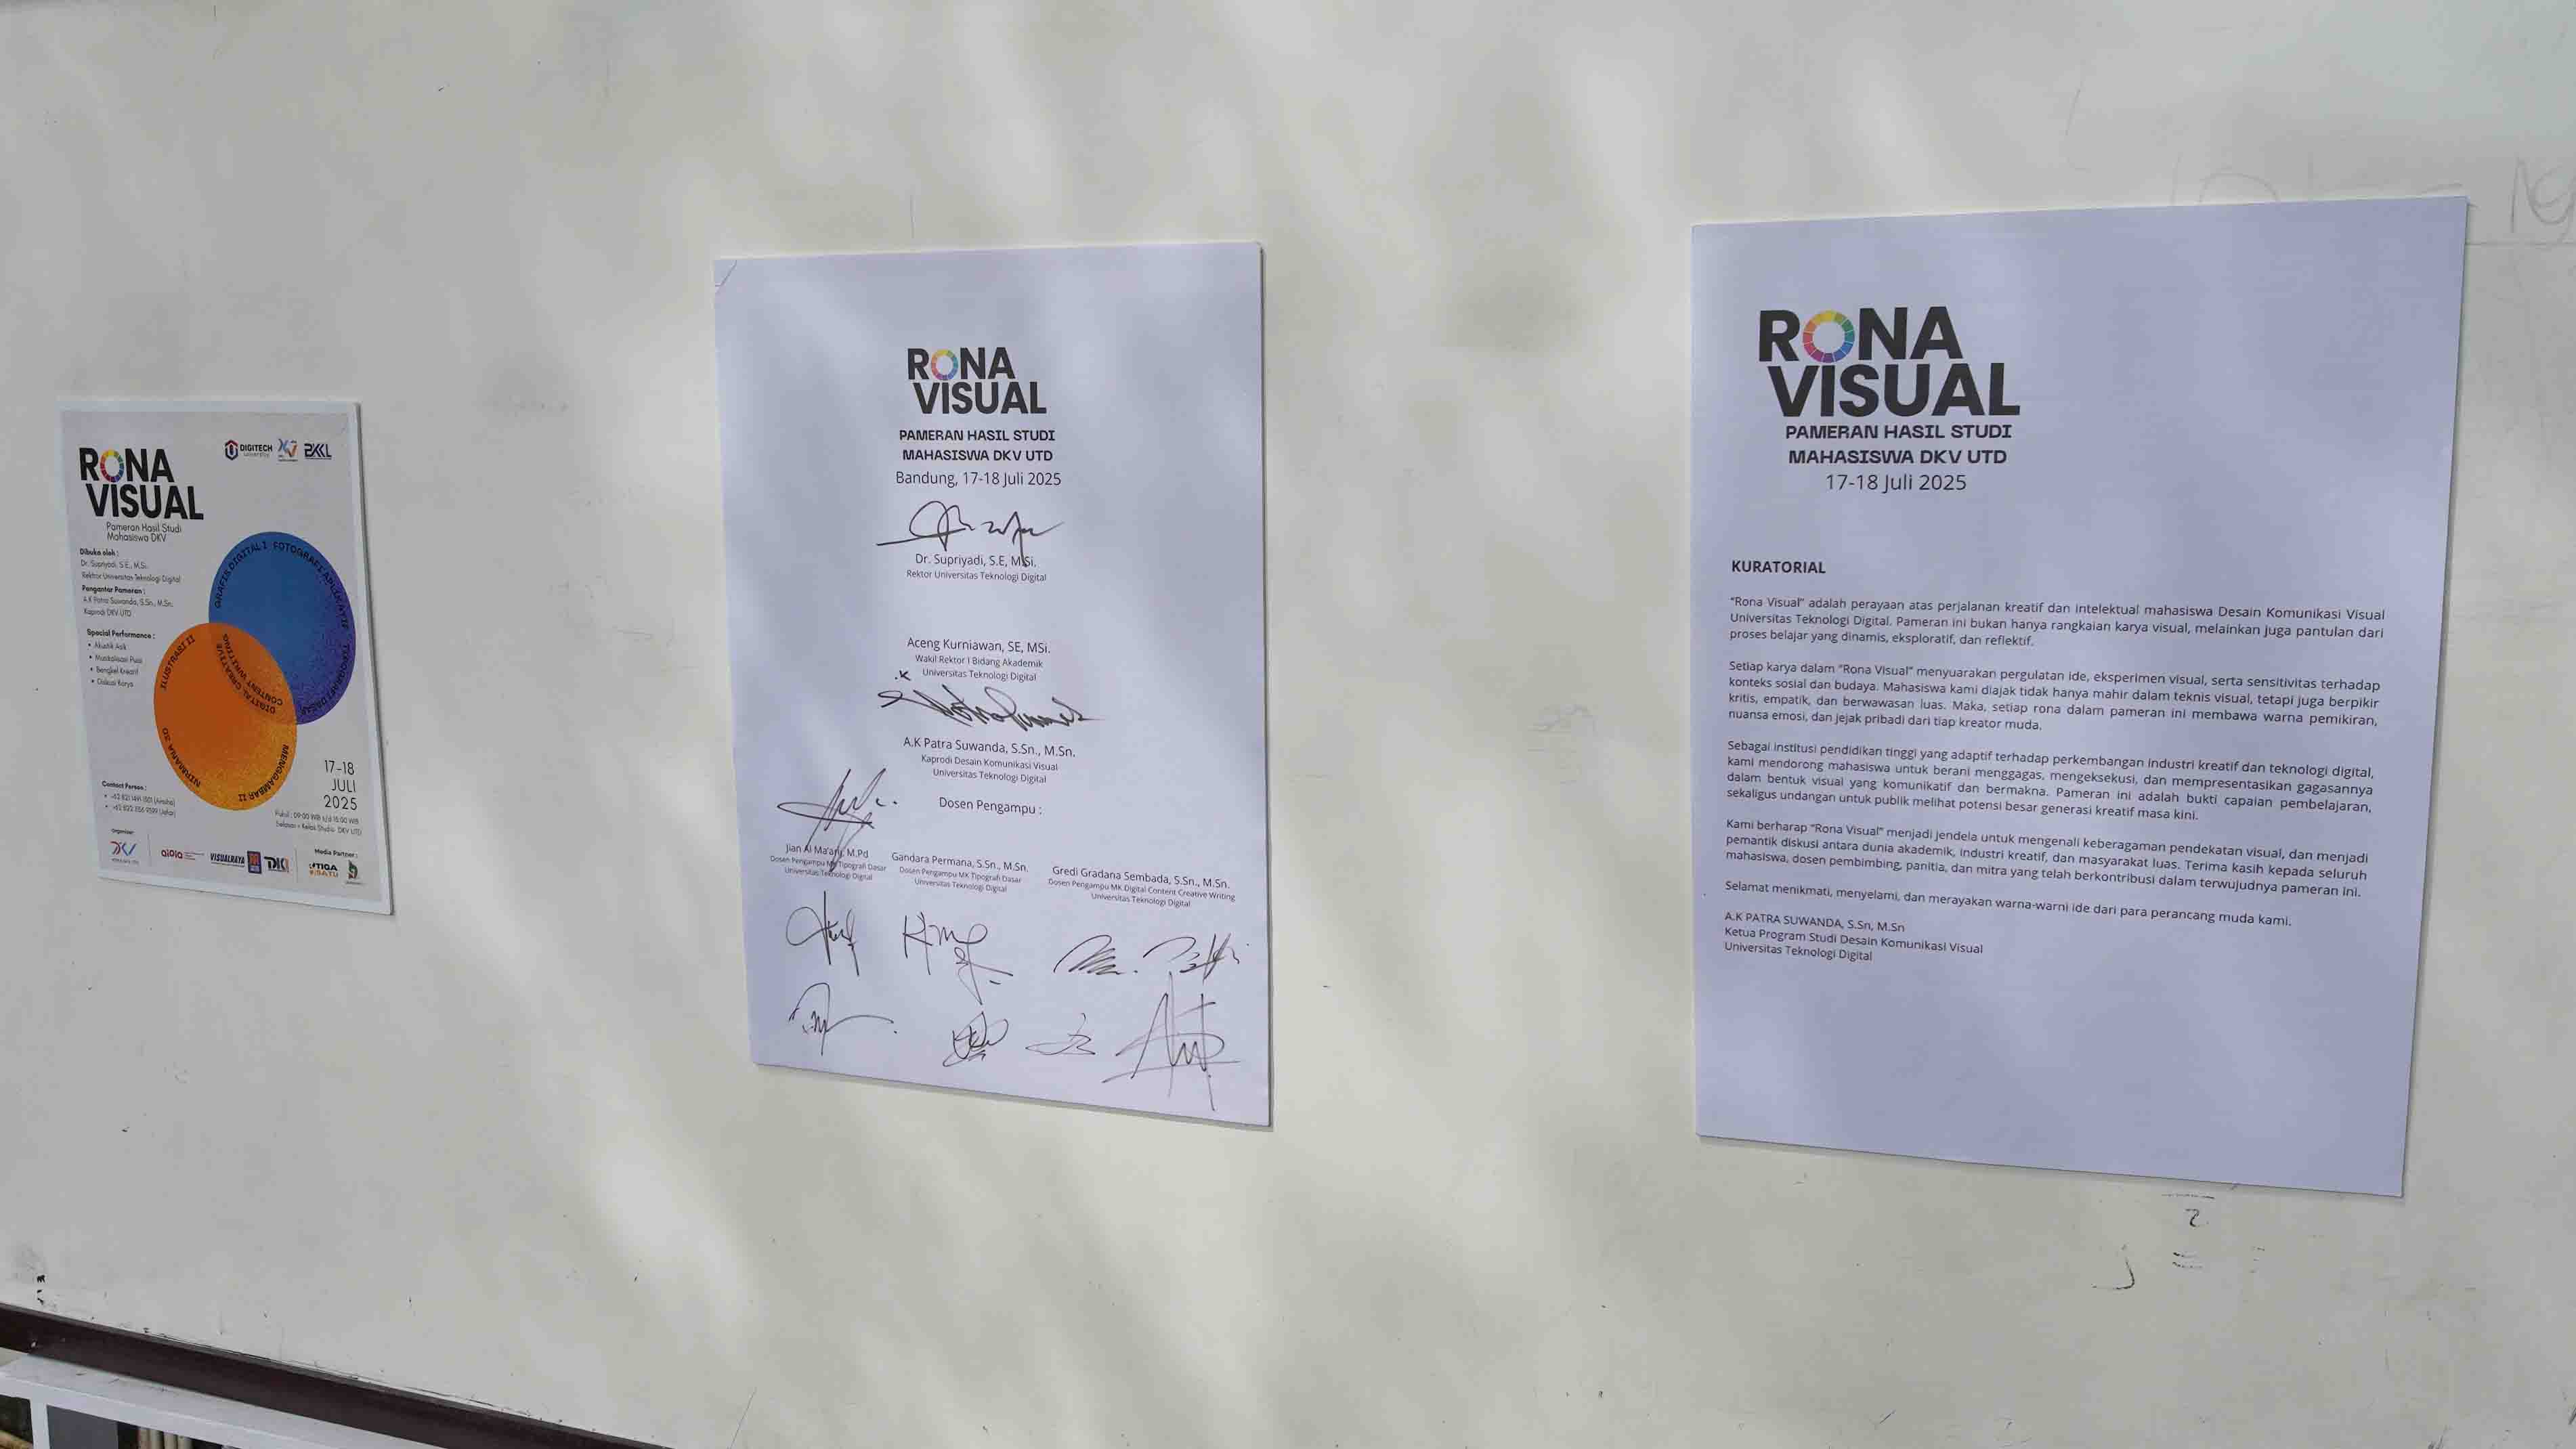 RONA
VISUAL
Pameran Hasil Studi
Mahasiswa DKV
DIGITECH
university
Dibuka oleh :
Dr. Supriyadi, S.E., M.Si.
Rektor Universitas Teknologi Digital
Pengantar Pameran :
A.K Patra Suwanda, S.Sn., M.Sn.
Kaprodi DKV UTD
Special Performance :
• Akustik Asik
• Musikalisasi Puisi
• Bengkel Kreatif
• Diskusi Karya
GRAFIS DIGITAL I FOTOGRAFI APLIKATIF TIPOGRAFI DASAR
ILUSTRASI II
DIGITAL CREATIVE
CONTENT WRITING
NIRMANA 3D
MENGGAMBAR II
17-18
JULI
2025
Pukul : 09:00 WIB s/d 15:00 WIB
Selasar - Kelas Studio DKV UTD
Contact Person :
Organizer:
Media Partner :
VISUALRAYA
RONA
VISUAL
PAMERAN HASIL STUDI
MAHASISWA DKV UTD
Bandung, 17-18 Juli 2025
Dr. Supriyadi, S.E, M.Si.
Rektor Universitas Teknologi Digital
Aceng Kurniawan, SE, MSi.
Wakil Rektor I Bidang Akademik
Universitas Teknologi Digital
A.K Patra Suwanda, S.Sn., M.Sn.
Kaprodi Desain Komunikasi Visual
Universitas Teknologi Digital
Dosen Pengampu :
Jian Al Ma'arij, M.Pd
Dosen Pengampu MK Tipografi Dasar
Universitas Teknologi Digital
Gandara Permana, S.Sn., M.Sn.
Dosen Pengampu MK Tipografi Dasar
Universitas Teknologi Digital
Gredi Gradana Sembada, S.Sn., M.Sn.
Dosen Pengampu MK Digital Content Creative Writing
Universitas Teknologi Digital
RONA
VISUAL
PAMERAN HASIL STUDI
MAHASISWA DKV UTD
17-18 Juli 2025
KURATORIAL
“Rona Visual” adalah perayaan atas perjalanan kreatif dan intelektual mahasiswa Desain Komunikasi Visual
Universitas Teknologi Digital. Pameran ini bukan hanya rangkaian karya visual, melainkan juga pantulan dari
proses belajar yang dinamis, eksploratif, dan reflektif.
Setiap karya dalam “Rona Visual” menyuarakan pergulatan ide, eksperimen visual, serta sensitivitas terhadap
konteks sosial dan budaya. Mahasiswa kami diajak tidak hanya mahir dalam teknis visual, tetapi juga berpikir
kritis, empatik, dan berwawasan luas. Maka, setiap rona dalam pameran ini membawa warna pemikiran,
nuansa emosi, dan jejak pribadi dari tiap kreator muda.
Sebagai institusi pendidikan tinggi yang adaptif terhadap perkembangan industri kreatif dan teknologi digital,
kami mendorong mahasiswa untuk berani menggagas, mengeksekusi, dan mempresentasikan gagasannya
dalam bentuk visual yang komunikatif dan bermakna. Pameran ini adalah bukti capaian pembelajaran,
sekaligus undangan untuk publik melihat potensi besar generasi kreatif masa kini.
Kami berharap “Rona Visual” menjadi jendela untuk mengenali keberagaman pendekatan visual, dan menjadi
pemantik diskusi antara dunia akademik, industri kreatif, dan masyarakat luas. Terima kasih kepada seluruh
mahasiswa, dosen pembimbing, panitia, dan mitra yang telah berkontribusi dalam terwujudnya pameran ini.
Selamat menikmati, menyelami, dan merayakan warna-warni ide dari para perancang muda kami.
A.K PATRA SUWANDA, S.Sn, M.Sn
Ketua Program Studi Desain Komunikasi Visual
Universitas Teknologi Digital